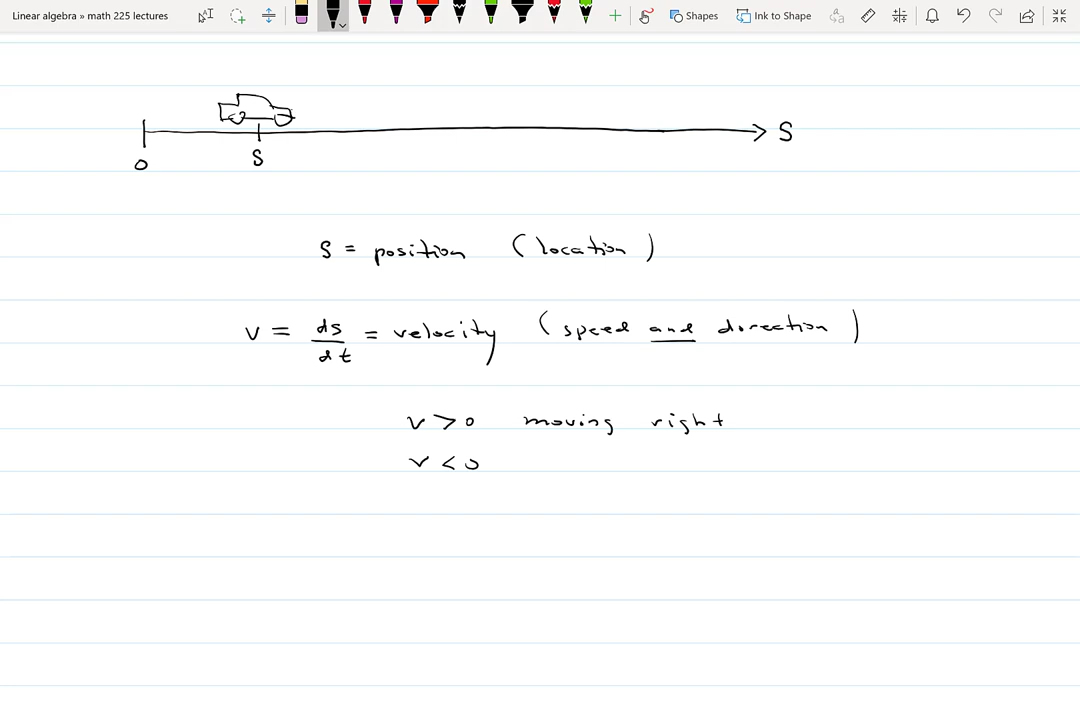 Linear algebra » math 225 lectures
Shapes
Ink to Shape
S
0
S
S = position (location)
v = ds/dt = velocity (speed and direction)
v > 0 moving right
v < 0